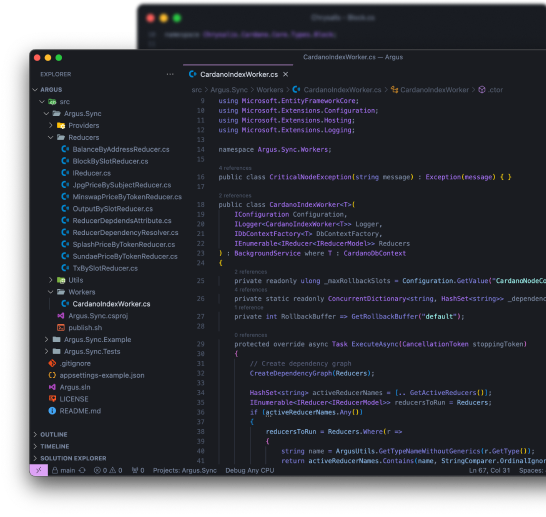 Chrysalis - Block.cs
namespace Chrysalis.Cardano.Core.Types.Block;
CardanoIndexWorker.cs — Argus
EXPLORER
···
CardanoIndexWorker.cs ×
ARGUS
src > Argus.Sync > Workers > CardanoIndexWorker.cs > CardanoIndexWorker > .ctor
src
Argus.Sync
Providers
Reducers
BalanceByAddressReducer.cs
BlockBySlotReducer.cs
IReducer.cs
JpgPriceBySubjectReducer.cs
MinswapPriceByTokenReducer.cs
OutputBySlotReducer.cs
ReducerDepdendsAttribute.cs
ReducerDependencyResolver.cs
SplashPriceByTokenReducer.cs
SundaePriceByTokenReducer.cs
TxBySlotReducer.cs
Utils
Workers
CardanoIndexWorker.cs
Argus.Sync.csproj
publish.sh
Argus.Sync.Example
Argus.Sync.Tests
.gitignore
appsettings-example.json
Argus.sln
LICENSE
README.md
OUTLINE
TIMELINE
SOLUTION EXPLORER
9 using Microsoft.EntityFrameworkCore;
10 using Microsoft.Extensions.Configuration;
11 using Microsoft.Extensions.Hosting;
12 using Microsoft.Extensions.Logging;
13
14 namespace Argus.Sync.Workers;
15
4 references
16 public class CriticalNodeException(string message) : Exception(message) { }
17
2 references
18 public class CardanoIndexWorker<T>(
19 IConfiguration Configuration,
20 ILogger<CardanoIndexWorker<T>> Logger,
21 IDbContextFactory<T> DbContextFactory,
22 IEnumerable<IReducer<IReducerModel>> Reducers
23 ) : BackgroundService where T : CardanoDbContext
24 {
2 references
25 private readonly ulong _maxRollbackSlots = Configuration.GetValue("CardanoNodeCo
4 references
26 private static readonly ConcurrentDictionary<string, HashSet<string>> _dependenc
1 reference
27 private int RollbackBuffer => GetRollbackBuffer("default");
28
0 references
29 protected override async Task ExecuteAsync(CancellationToken stoppingToken)
30 {
31 // Create dependency graph
32 CreateDependencyGraph(Reducers);
33
34 HashSet<string> activeReducerNames = [.. GetActiveReducers()];
35 IEnumerable<IReducer<IReducerModel>> reducersToRun = Reducers;
36 if (activeReducerNames.Any())
37 {
38 reducersToRun = Reducers.Where(r =>
39 {
40 string name = ArgusUtils.GetTypeNameWithoutGenerics(r.GetType());
41 return activeReducerNames.Contains(name, StringComparer.OrdinalIgnor
main 0 0 0 Projects: Argus.Sync Debug Any CPU Ln 67, Col 31 Spaces: